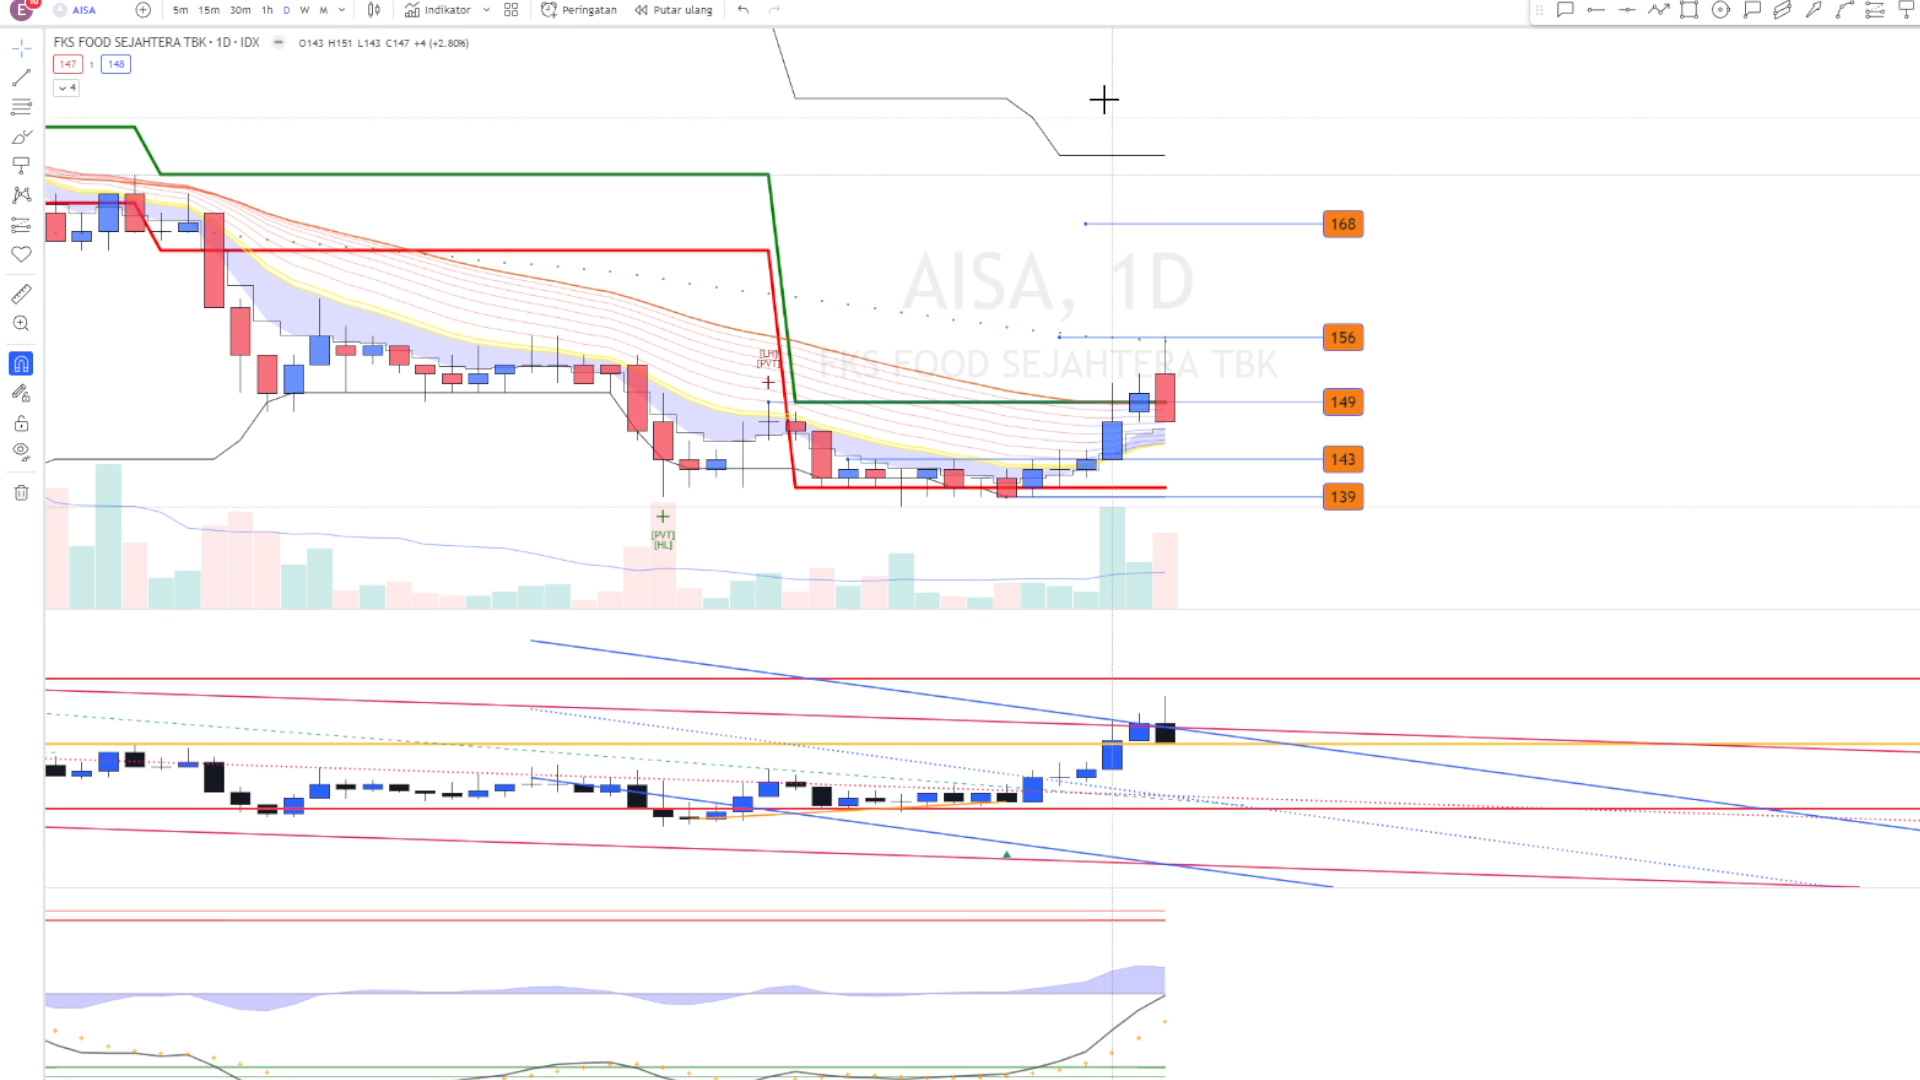 E 10 AISA 5m 15m 30m 1h D W M Indikator Peringatan Putar ulang
FKS FOOD SEJAHTERA TBK · 1D · IDX O143 H151 L143 C147 +4 (+2.80%)
147 1 148
4
168
AISA, 1D
156
[LH]
[PVT]
FKS FOOD SEJAHTERA TBK
149
143
139
[PVT]
[HL]